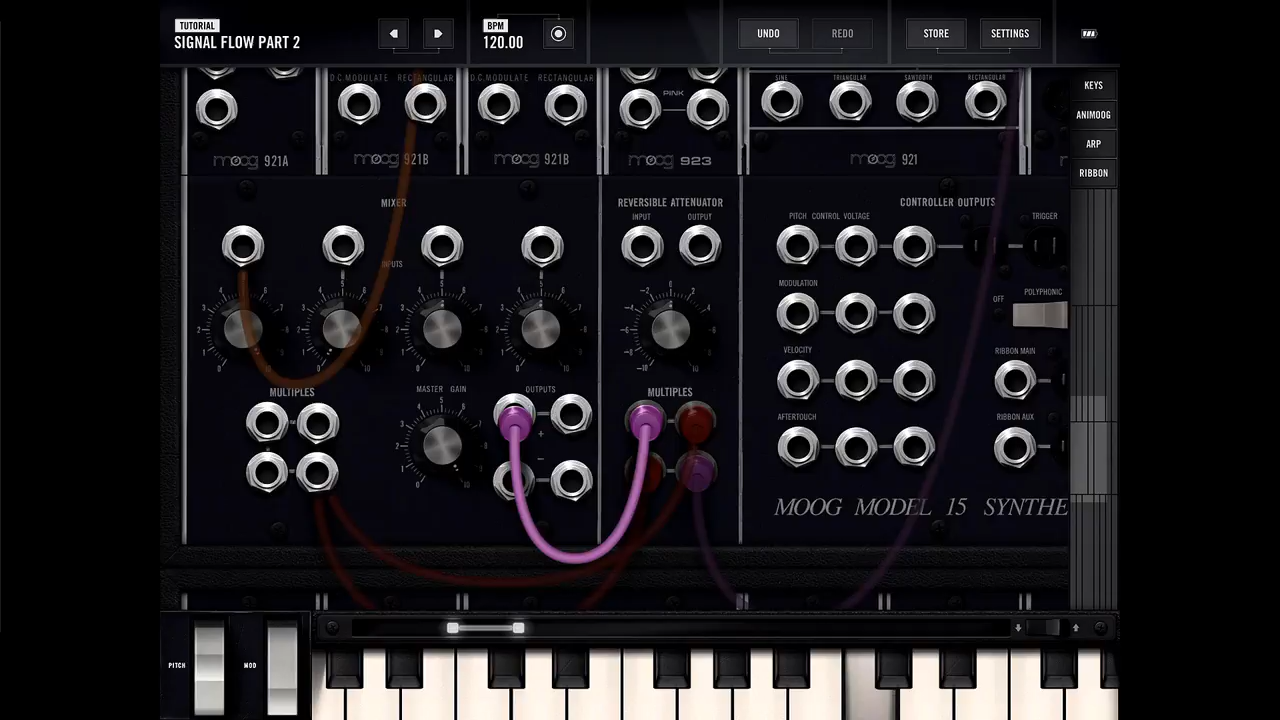 TUTORIAL
SIGNAL FLOW PART 2
BPM
120.00
UNDO
REDO
STORE
SETTINGS
KEYS
ANIMOOG
ARP
RIBBON
D.C.MODULATE RECTANGULAR
D.C.MODULATE RECTANGULAR
PINK
SINE TRIANGULAR SAWTOOTH RECTANGULAR
moog 921A
moog 921B
moog 921B
moog 923
moog 921
MIXER
REVERSIBLE ATTENUATOR
INPUT OUTPUT
CONTROLLER OUTPUTS
PITCH CONTROL VOLTAGE
TRIGGER
INPUTS
MODULATION
OFF
POLYPHONIC
VELOCITY
RIBBON MAIN
MULTIPLES
MASTER GAIN
OUTPUTS
MULTIPLES
AFTERTOUCH
RIBBON AUX
MOOG MODEL 15 SYNTHE
PITCH
MOD